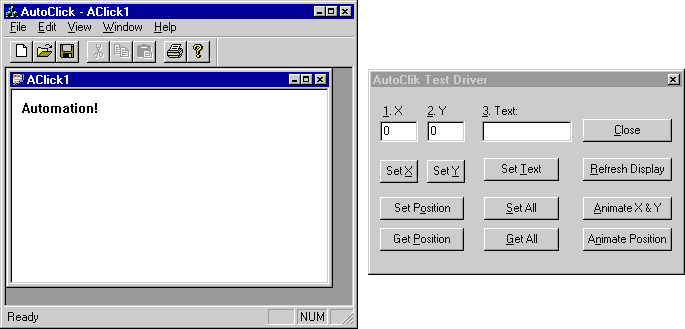 AutoClick - AClick1
File Edit View Window Help
AClick1
Automation!
Ready NUM
AutoClik Test Driver
1. X 2. Y 3. Text:
0 0 Close
Set X Set Y Set Text Refresh Display
Set Position Set All Animate X & Y
Get Position Get All Animate Position